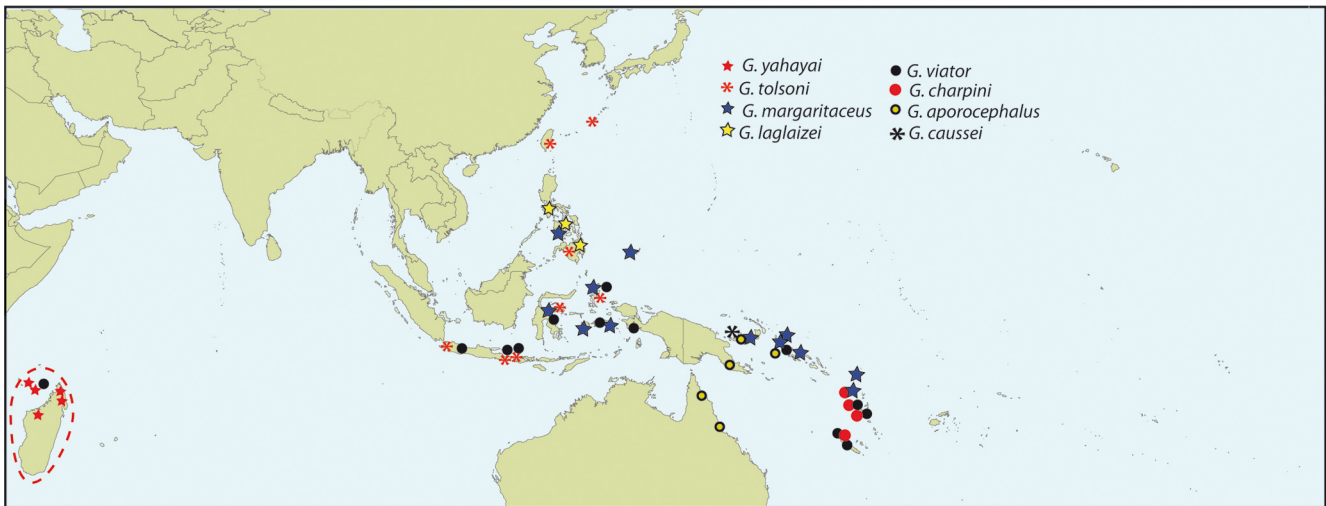 G. yahayai
G. tolsoni
G. margaritaceus
G. laglaizei
G. viator
G. charpini
G. aporocephalus
G. caussei